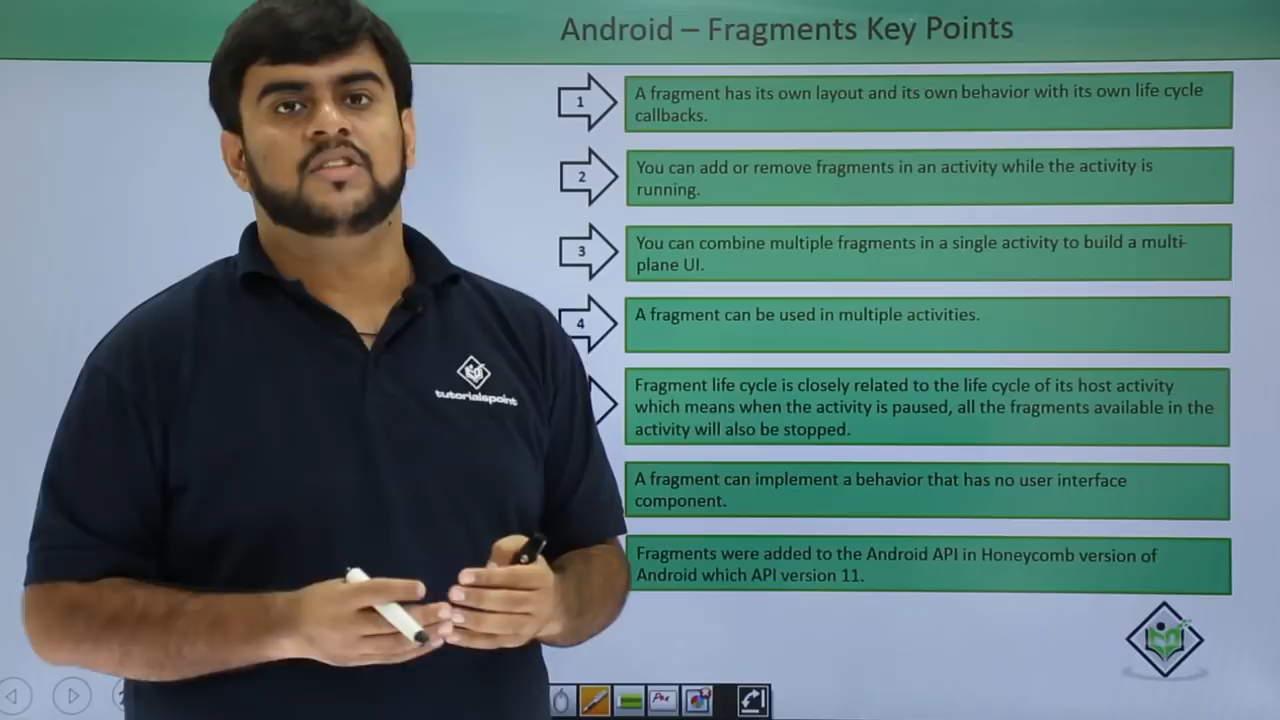 Android – Fragments Key Points
1
A fragment has its own layout and its own behavior with its own life cycle
callbacks.
2
You can add or remove fragments in an activity while the activity is
running.
3
You can combine multiple fragments in a single activity to build a multi-
plane UI.
4
A fragment can be used in multiple activities.
Fragment life cycle is closely related to the life cycle of its host activity
which means when the activity is paused, all the fragments available in the
activity will also be stopped.
A fragment can implement a behavior that has no user interface
component.
Fragments were added to the Android API in Honeycomb version of
Android which API version 11.
tutorialspoint